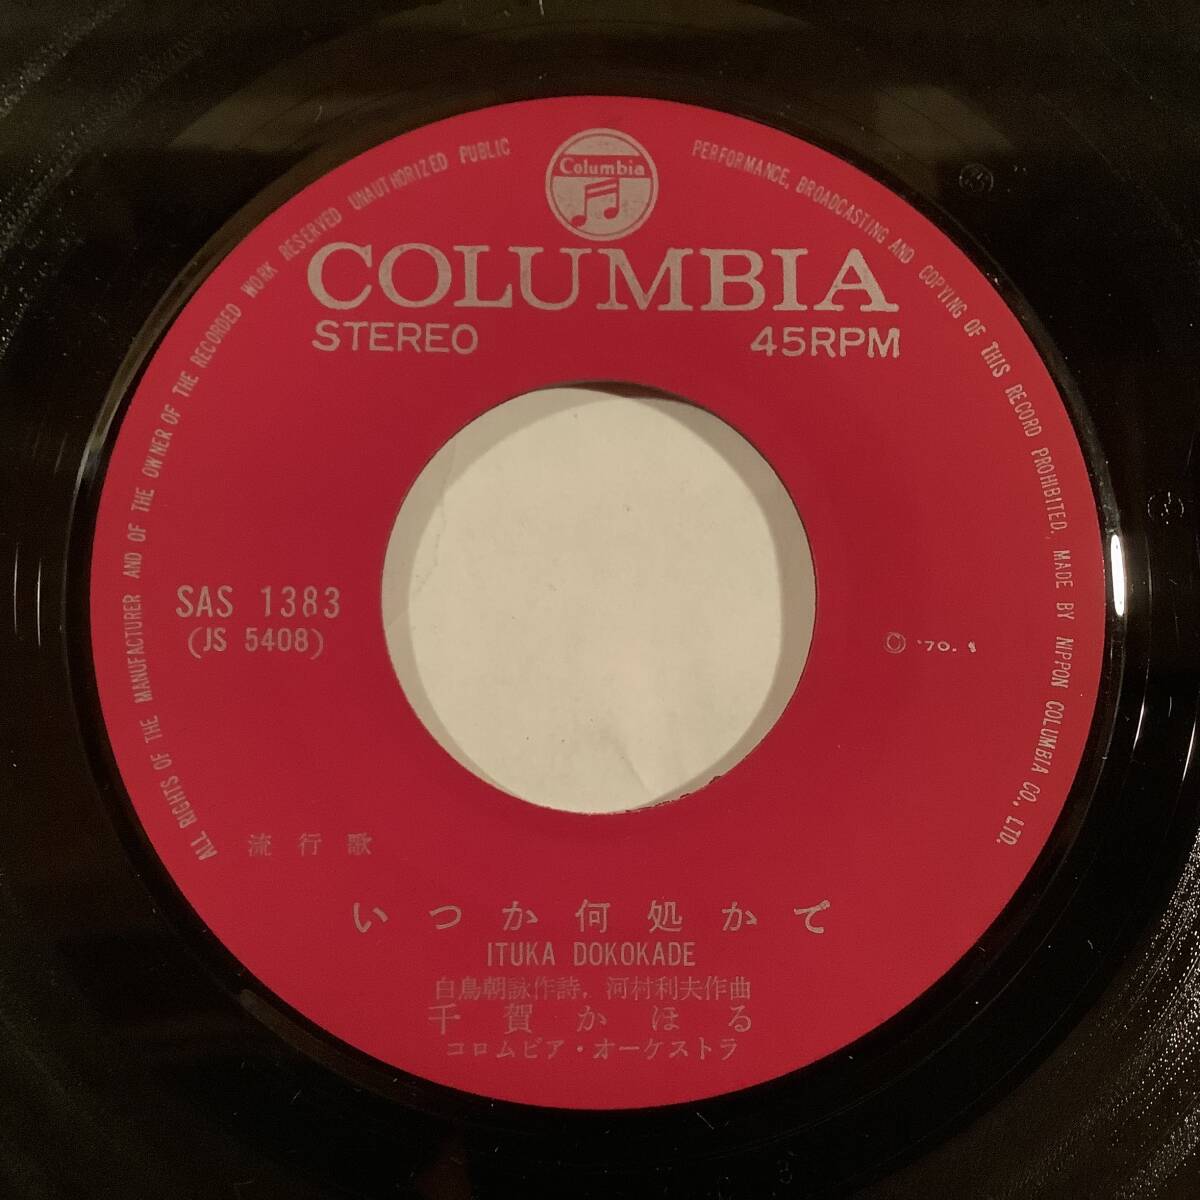 ALL RIGHTS OF THE MANUFACTURER AND OF THE OWNER OF THE RECORDED WORK RESERVED UNAUTHORIZED PUBLIC PERFORMANCE, BROADCASTING AND COPYING OF THIS RECORD PROHIBITED. MADE BY NIPPON COLUMBIA CO., LTD.
Columbia
COLUMBIA
STEREO 45RPM
SAS 1383
(JS 5408)
© '70. 1
流行歌
いつか何処かで
ITUKA DOKOKADE
白鳥朝詠作詩, 河村利夫作曲
千賀かほる
コロムビア・オーケストラ